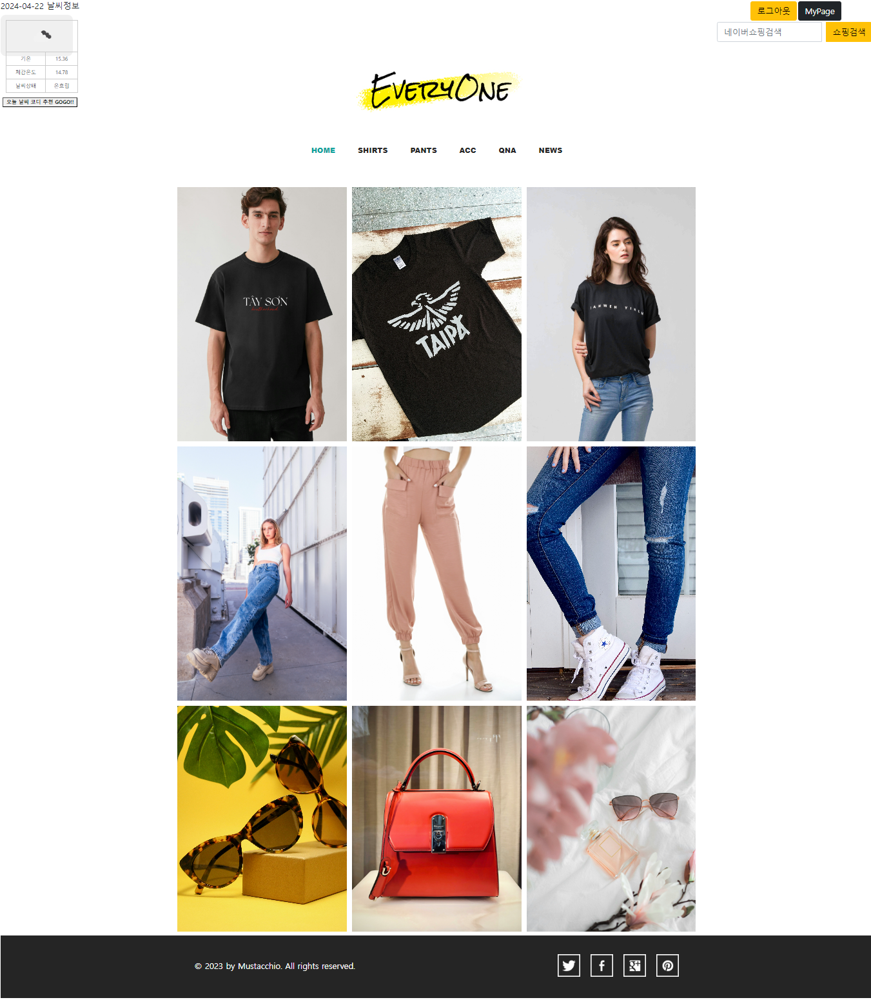 2024-04-22 날씨정보
로그아웃
MyPage
네이버쇼핑검색
쇼핑검색
기온 15.36
체감온도 14.78
날씨상태 온흐림
오늘 날씨 코디 추천 GOGO!!
EVERYONE
HOME SHIRTS PANTS ACC QNA NEWS
TÂY SƠN
brotherhood
TAIPA
YAHWEH YIREH
© 2023 by Mustacchio. All rights reserved.